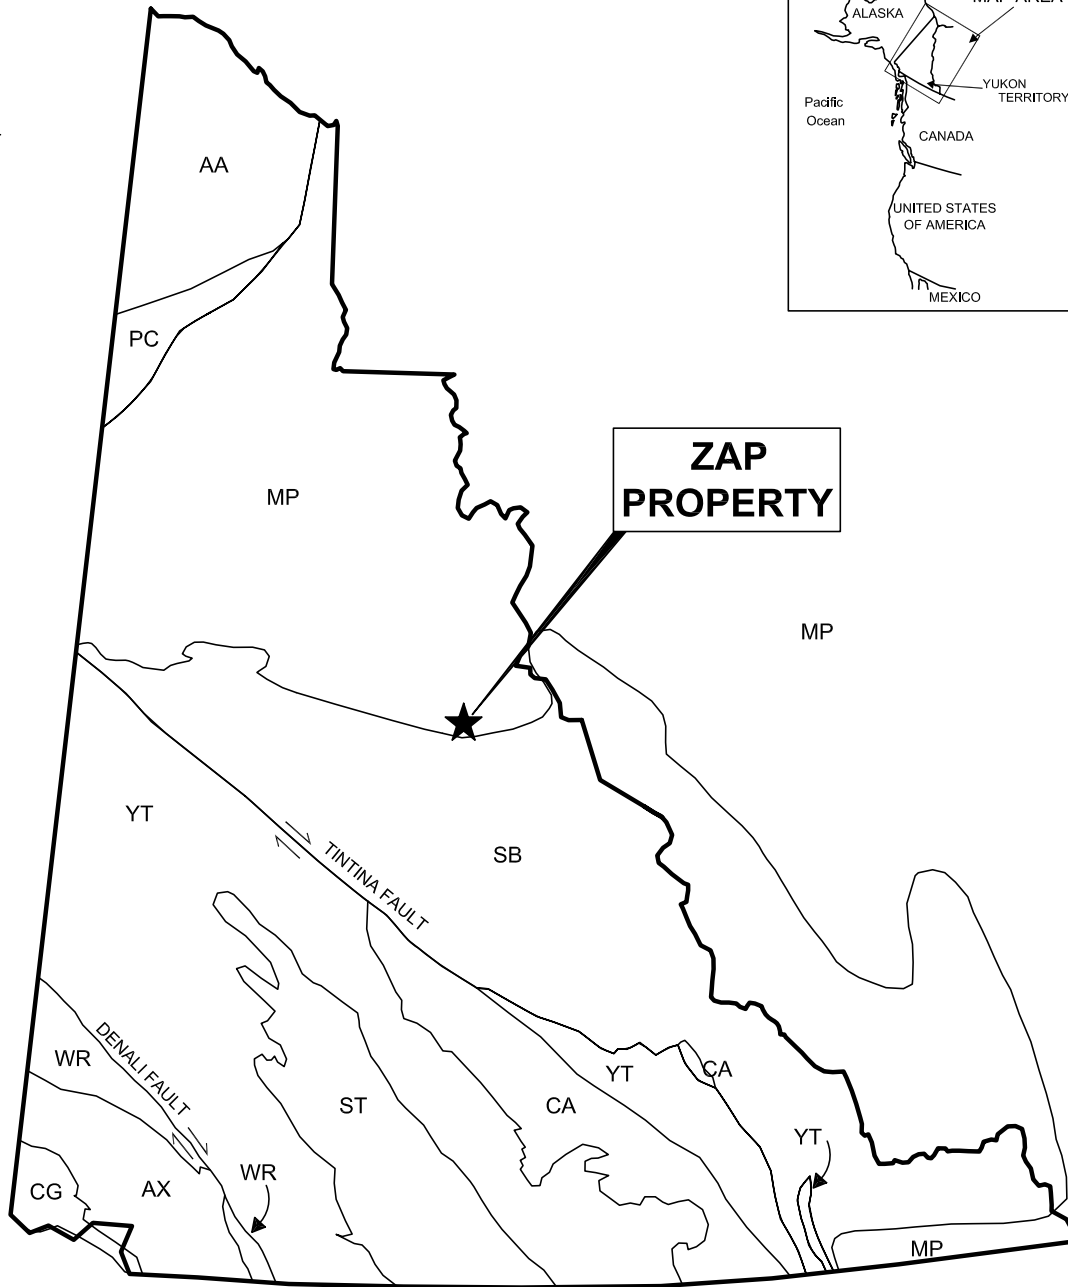 ALASKA
MAP AREA
YUKON
TERRITORY
Pacific
Ocean
CANADA
UNITED STATES
OF AMERICA
MEXICO
AA
PC
MP
ZAP
PROPERTY
MP
YT
SB
TINTINA FAULT
DENALI FAULT
WR
ST
CA
YT
CA
YT
WR
CG
AX
MP